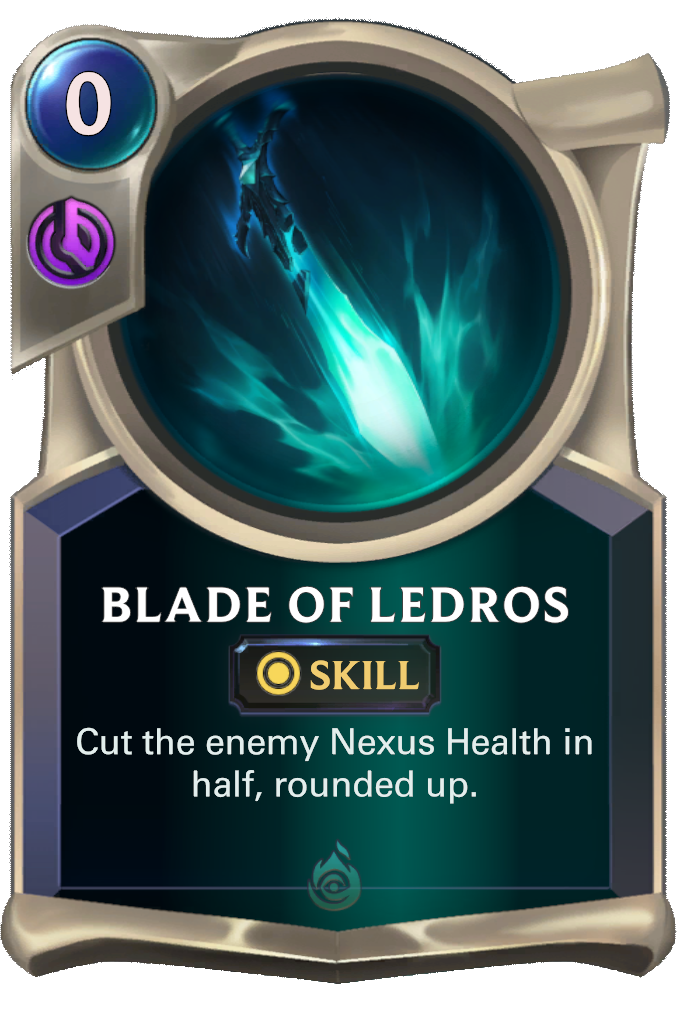 0
BLADE OF LEDROS
SKILL
Cut the enemy Nexus Health in
half, rounded up.